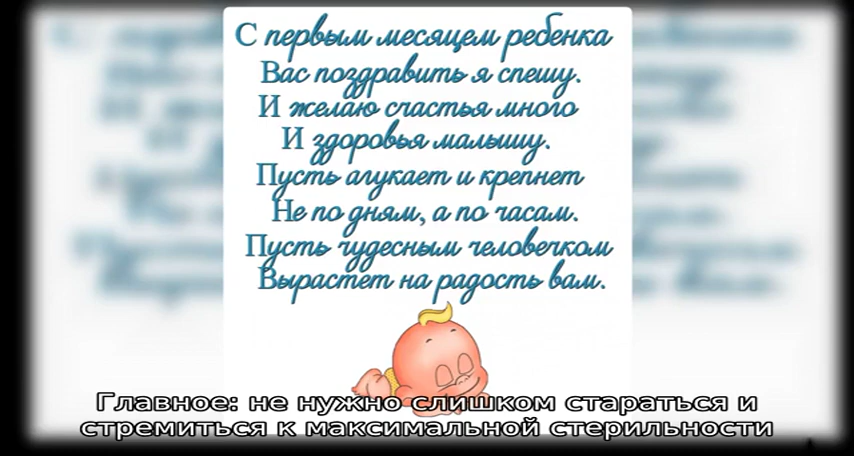 С первым месяцем ребенка
Вас поздравить я спешу.
И желаю счастья много
И здоровья малышу.
Пусть агукает и крепнет
Не по дням, а по часам.
Пусть чудесным человечком
Вырастет на радость вам.
Главное: не нужно слишком стараться и
стремиться к максимальной стерильности